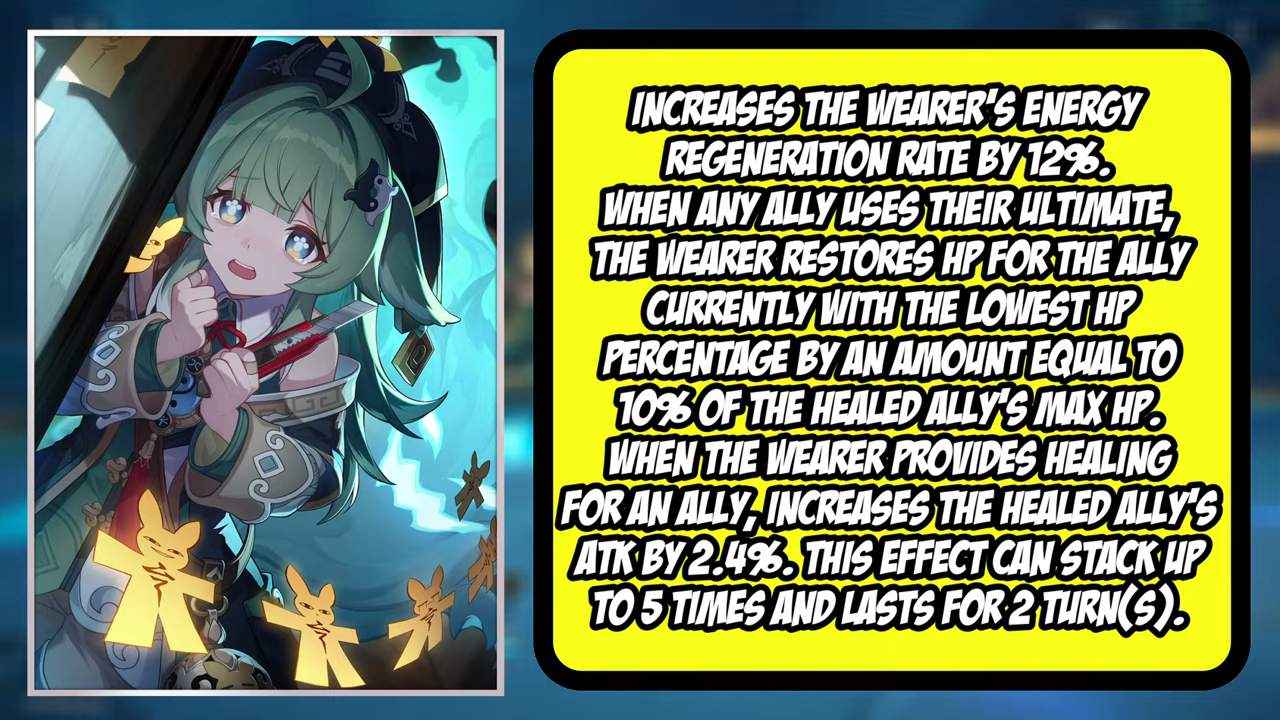 INCREASES THE WEARER'S ENERGY
REGENERATION RATE BY 12%.
WHEN ANY ALLY USES THEIR ULTIMATE,
THE WEARER RESTORES HP FOR THE ALLY
CURRENTLY WITH THE LOWEST HP
PERCENTAGE BY AN AMOUNT EQUAL TO
10% OF THE HEALED ALLY'S MAX HP.
WHEN THE WEARER PROVIDES HEALING
FOR AN ALLY, INCREASES THE HEALED ALLY'S
ATK BY 2.4%. THIS EFFECT CAN STACK UP
TO 5 TIMES AND LASTS FOR 2 TURN(S).